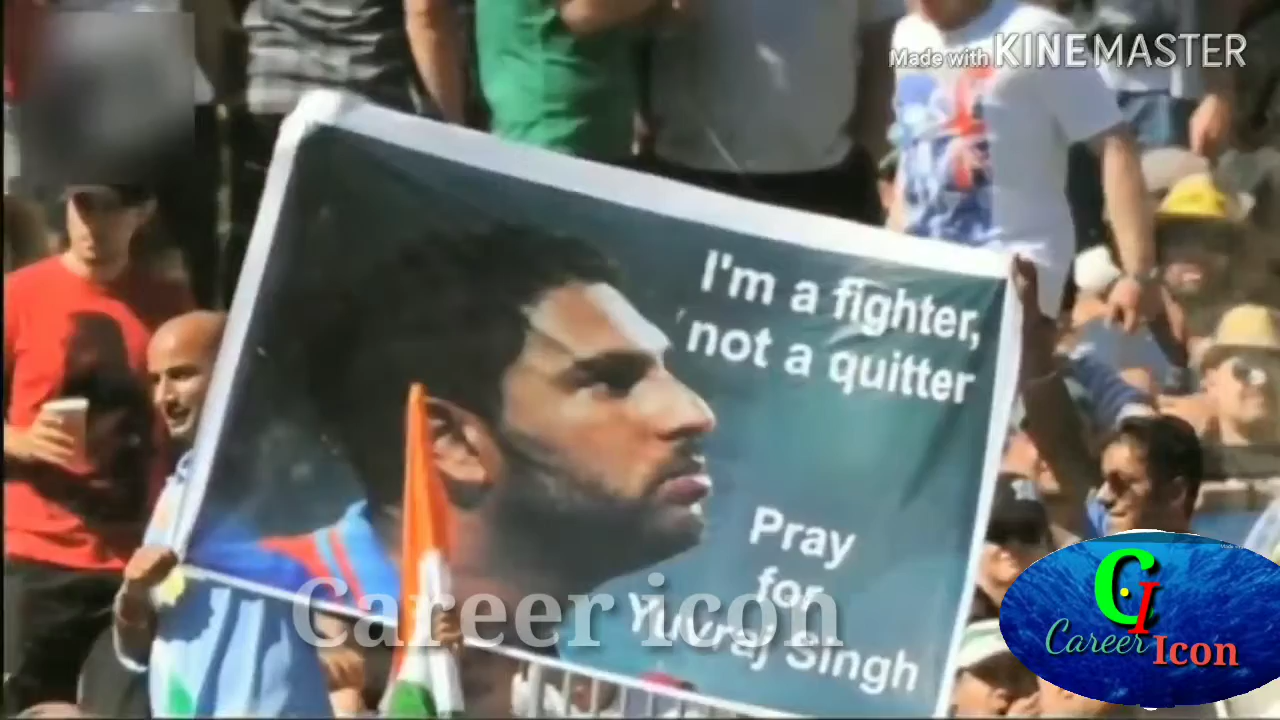 Made with KINEMASTER
I'm a fighter,
not a quitter
Pray
for
Yuvraj Singh
Career icon
CI
Career Icon